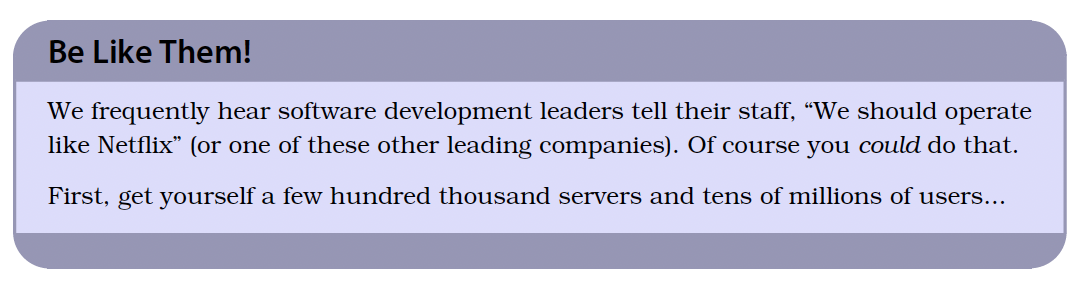 Be Like Them!
We frequently hear software development leaders tell their staff, “We should operate
like Netflix” (or one of these other leading companies). Of course you could do that.
First, get yourself a few hundred thousand servers and tens of millions of users…